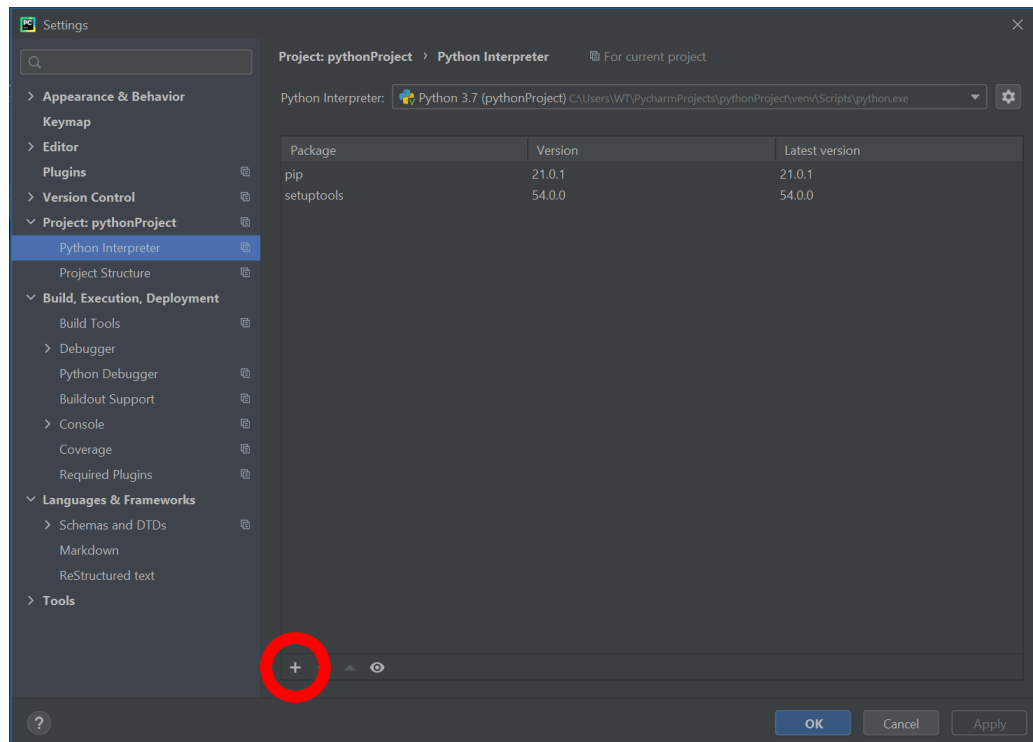 Settings
Project: pythonProject › Python Interpreter For current project
Python Interpreter: Python 3.7 (pythonProject) C:\Users\WT\PycharmProjects\pythonProject\venv\Scripts\python.exe
Appearance & Behavior
Keymap
Editor
Plugins
Version Control
Project: pythonProject
Python Interpreter
Project Structure
Build, Execution, Deployment
Build Tools
Debugger
Python Debugger
Buildout Support
Console
Coverage
Required Plugins
Languages & Frameworks
Schemas and DTDs
Markdown
ReStructured text
Tools
Package Version Latest version
pip 21.0.1 21.0.1
setuptools 54.0.0 54.0.0
? OK Cancel Apply